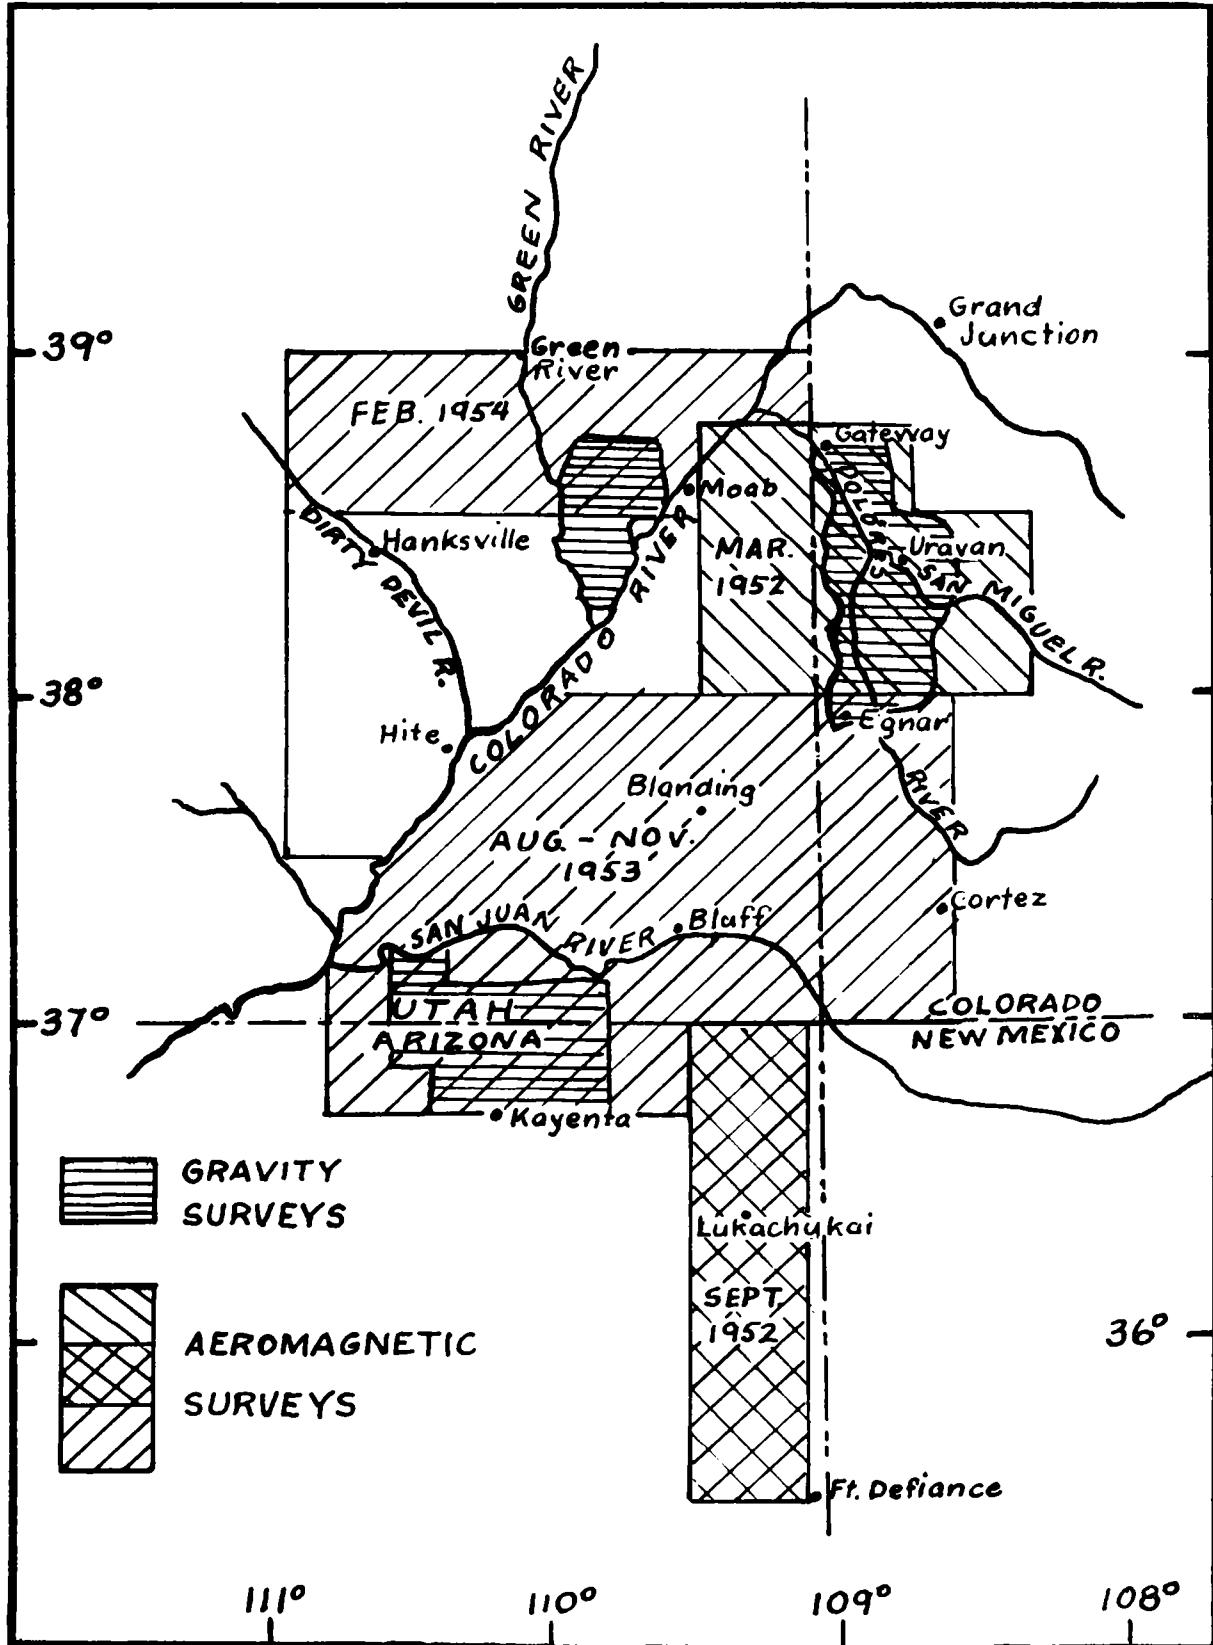 GREEN RIVER
Grand
Junction
39°
Green
River
FEB. 1954
Gateway
DOLORES
Moab
DIRTY DEVIL R.
Hanksville
RIVER
MAR.
1952
Uravan
SAN MIGUEL R.
38°
COLORADO
Egnar
Hite
Blanding
RIVER
AUG. - NOV.
1953
Cortez
SAN JUAN RIVER
Bluff
37°
UTAH
ARIZONA
COLORADO
NEW MEXICO
Kayenta
GRAVITY
SURVEYS
Lukachukai
SEPT.
1952
36°
AEROMAGNETIC
SURVEYS
Ft. Defiance
111°
110°
109°
108°